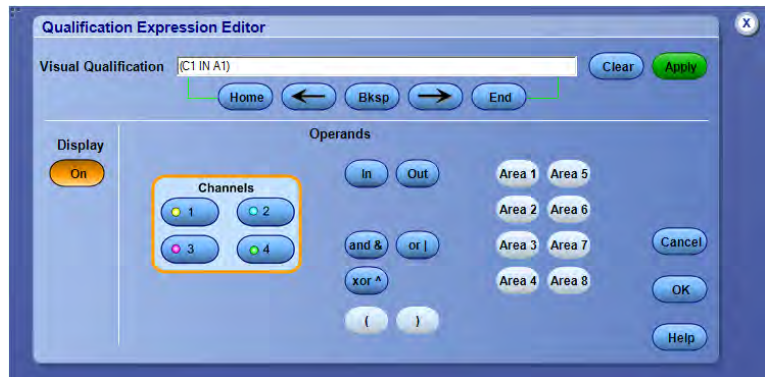 Qualification Expression Editor
X
Visual Qualification (C1 IN A1) Clear Apply
Home Bksp End
Display
On
Operands
Channels
1 2
3 4
In Out
and & or |
xor ^
( )
Area 1 Area 5
Area 2 Area 6
Area 3 Area 7
Area 4 Area 8
Cancel
OK
Help